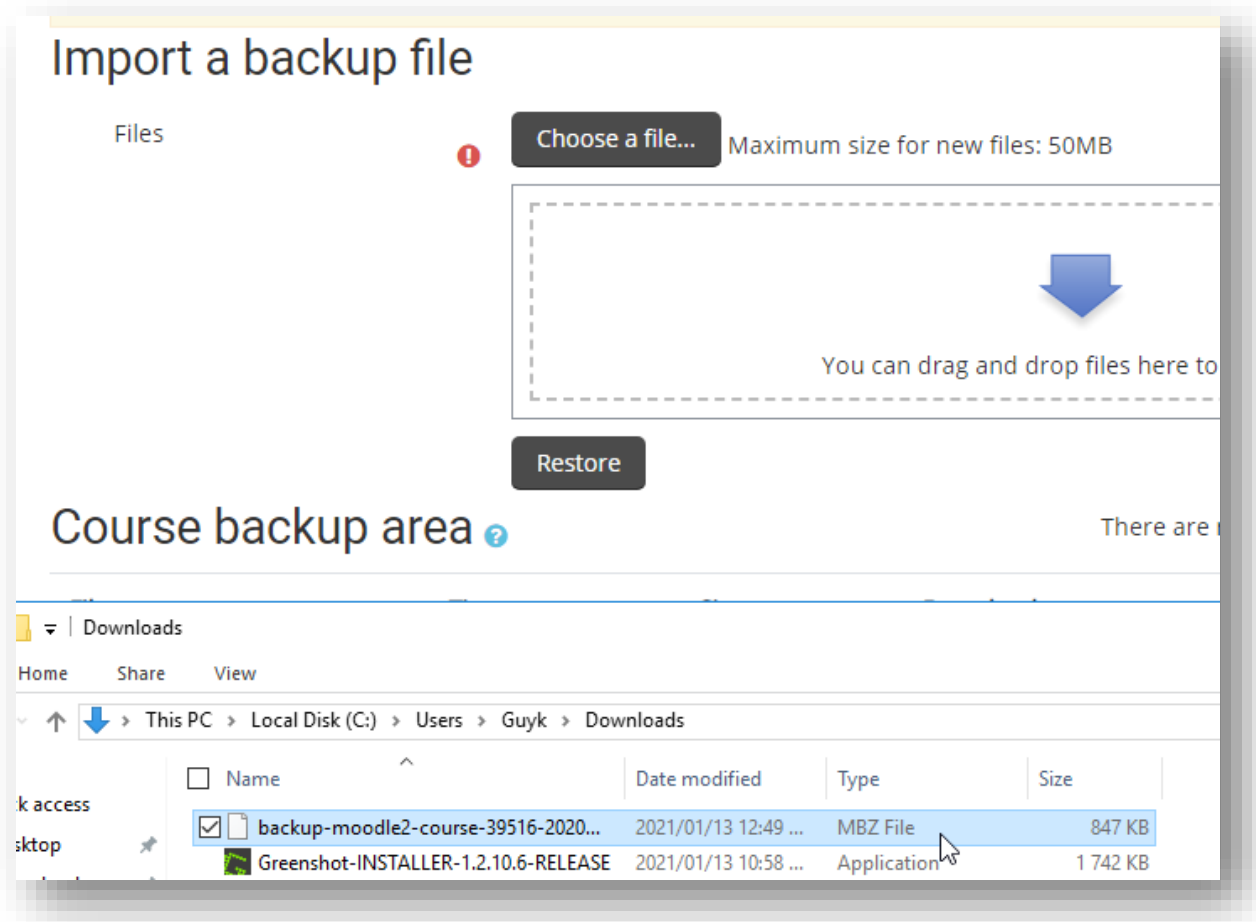 Import a backup file
Files
Choose a file... Maximum size for new files: 50MB
You can drag and drop files here to
Restore
Course backup area
There are
Downloads
Home Share View
This PC > Local Disk (C:) > Users > Guyk > Downloads
Name Date modified Type Size
k access
backup-moodle2-course-39516-2020... 2021/01/13 12:49 ... MBZ File 847 KB
sktop
Greenshot-INSTALLER-1.2.10.6-RELEASE 2021/01/13 10:58 ... Application 1 742 KB